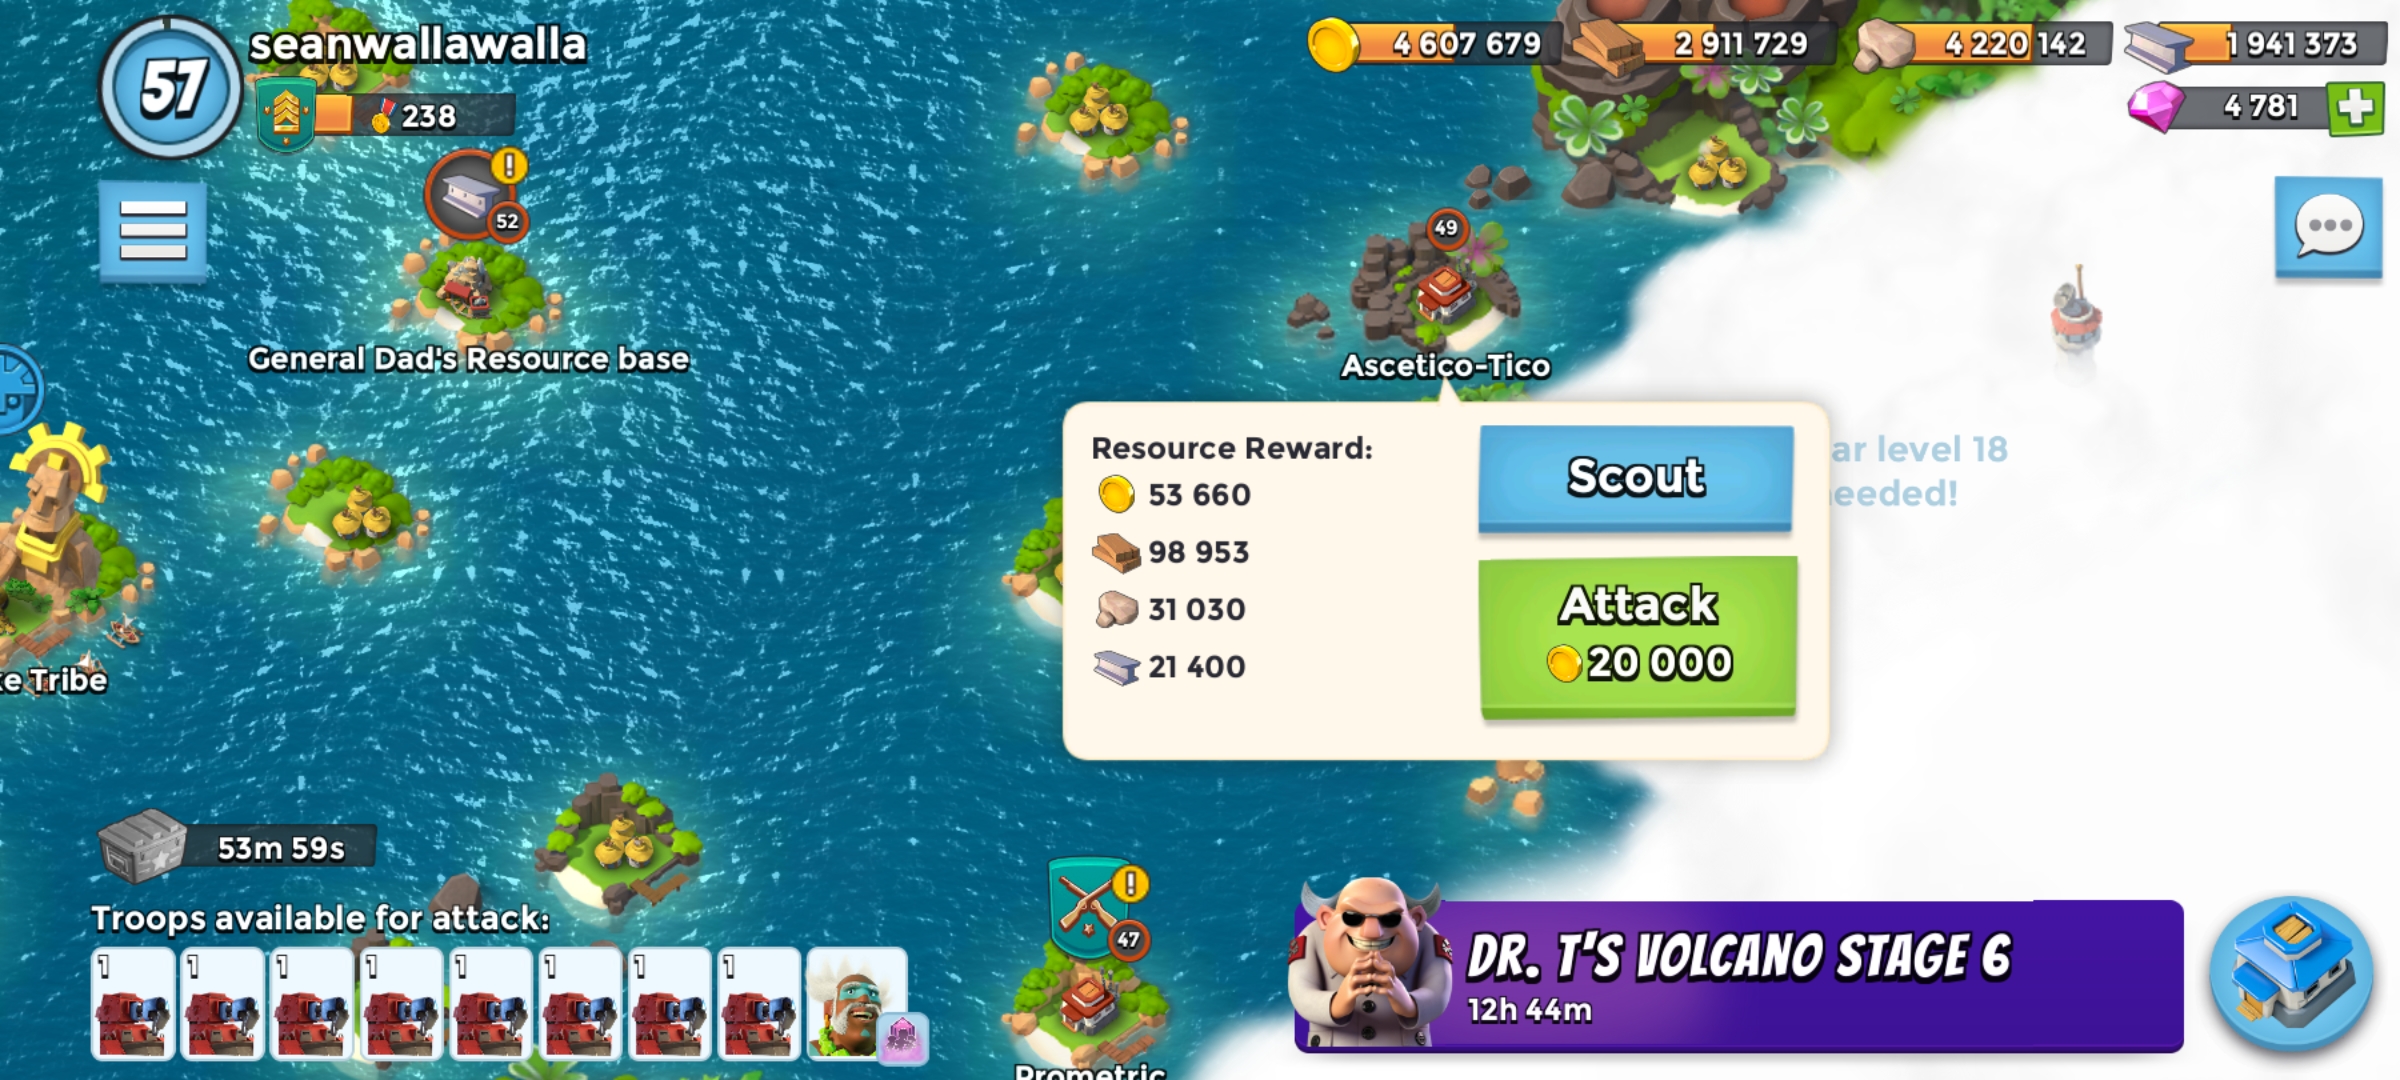 57
seanwallawalla
238
4 607 679
2 911 729
4 220 142
1 941 373
4 781
52
General Dad's Resource base
49
Ascetico-Tico
Resource Reward:
53 660
98 953
31 030
21 400
Scout
Attack
20 000
ar level 18
eeded!
e Tribe
53m 59s
Troops available for attack:
1 1 1 1 1 1 1 1
47
Prometric
DR. T'S VOLCANO STAGE 6
12h 44m